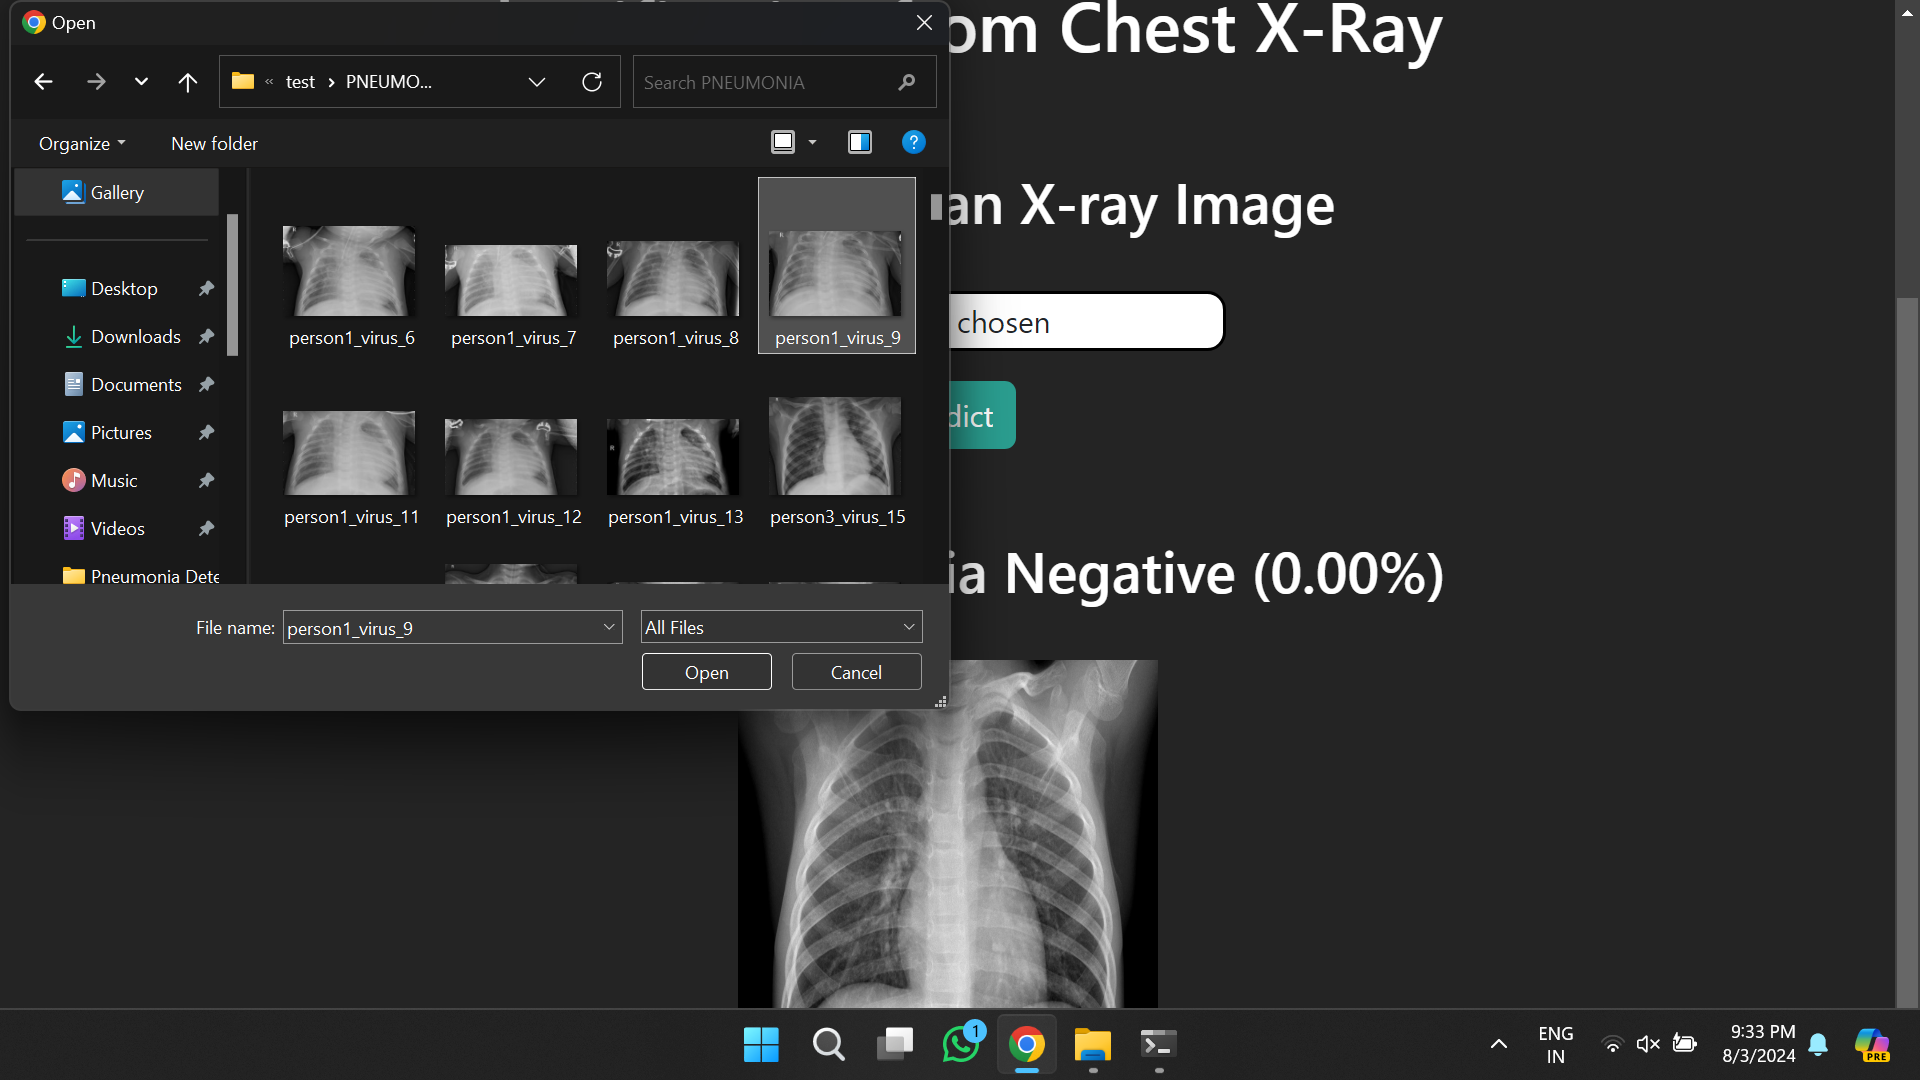 Open
test
PNEUMO...
Search PNEUMONIA
Organize
New folder
?
Gallery
Desktop
Downloads
Documents
Pictures
Music
Videos
Pneumonia Dete
person1_virus_6
person1_virus_7
person1_virus_8
person1_virus_9
person1_virus_11
person1_virus_12
person1_virus_13
person3_virus_15
File name:
person1_virus_9
All Files
Open
Cancel
om Chest X-Ray
an X-ray Image
chosen
dict
ia Negative (0.00%)
1
PRE
ENG
IN
9:33 PM
8/3/2024